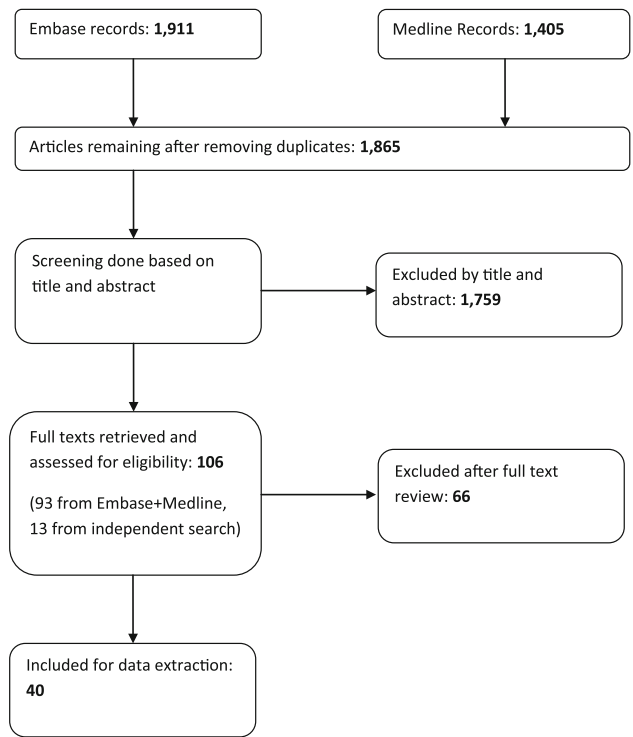 Embase records: 1,911
Medline Records: 1,405
Articles remaining after removing duplicates: 1,865
Screening done based on
title and abstract
Excluded by title and
abstract: 1,759
Full texts retrieved and
assessed for eligibility: 106
(93 from Embase+Medline,
13 from independent search)
Excluded after full text
review: 66
Included for data extraction:
40